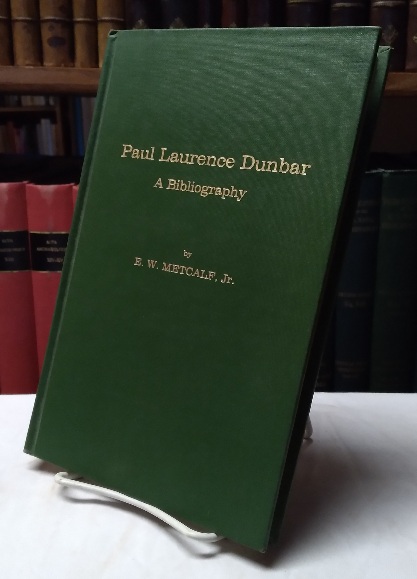 Paul Laurence Dunbar
A Bibliography
by
E. W. METCALF, Jr.